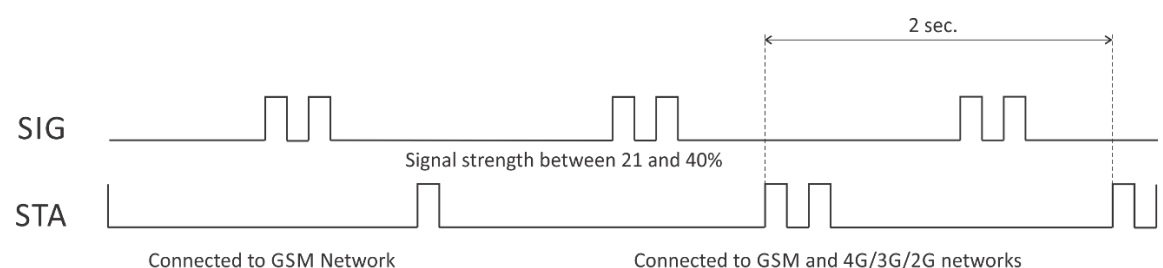 2 sec.
SIG
Signal strength between 21 and 40%
STA
Connected to GSM Network
Connected to GSM and 4G/3G/2G networks